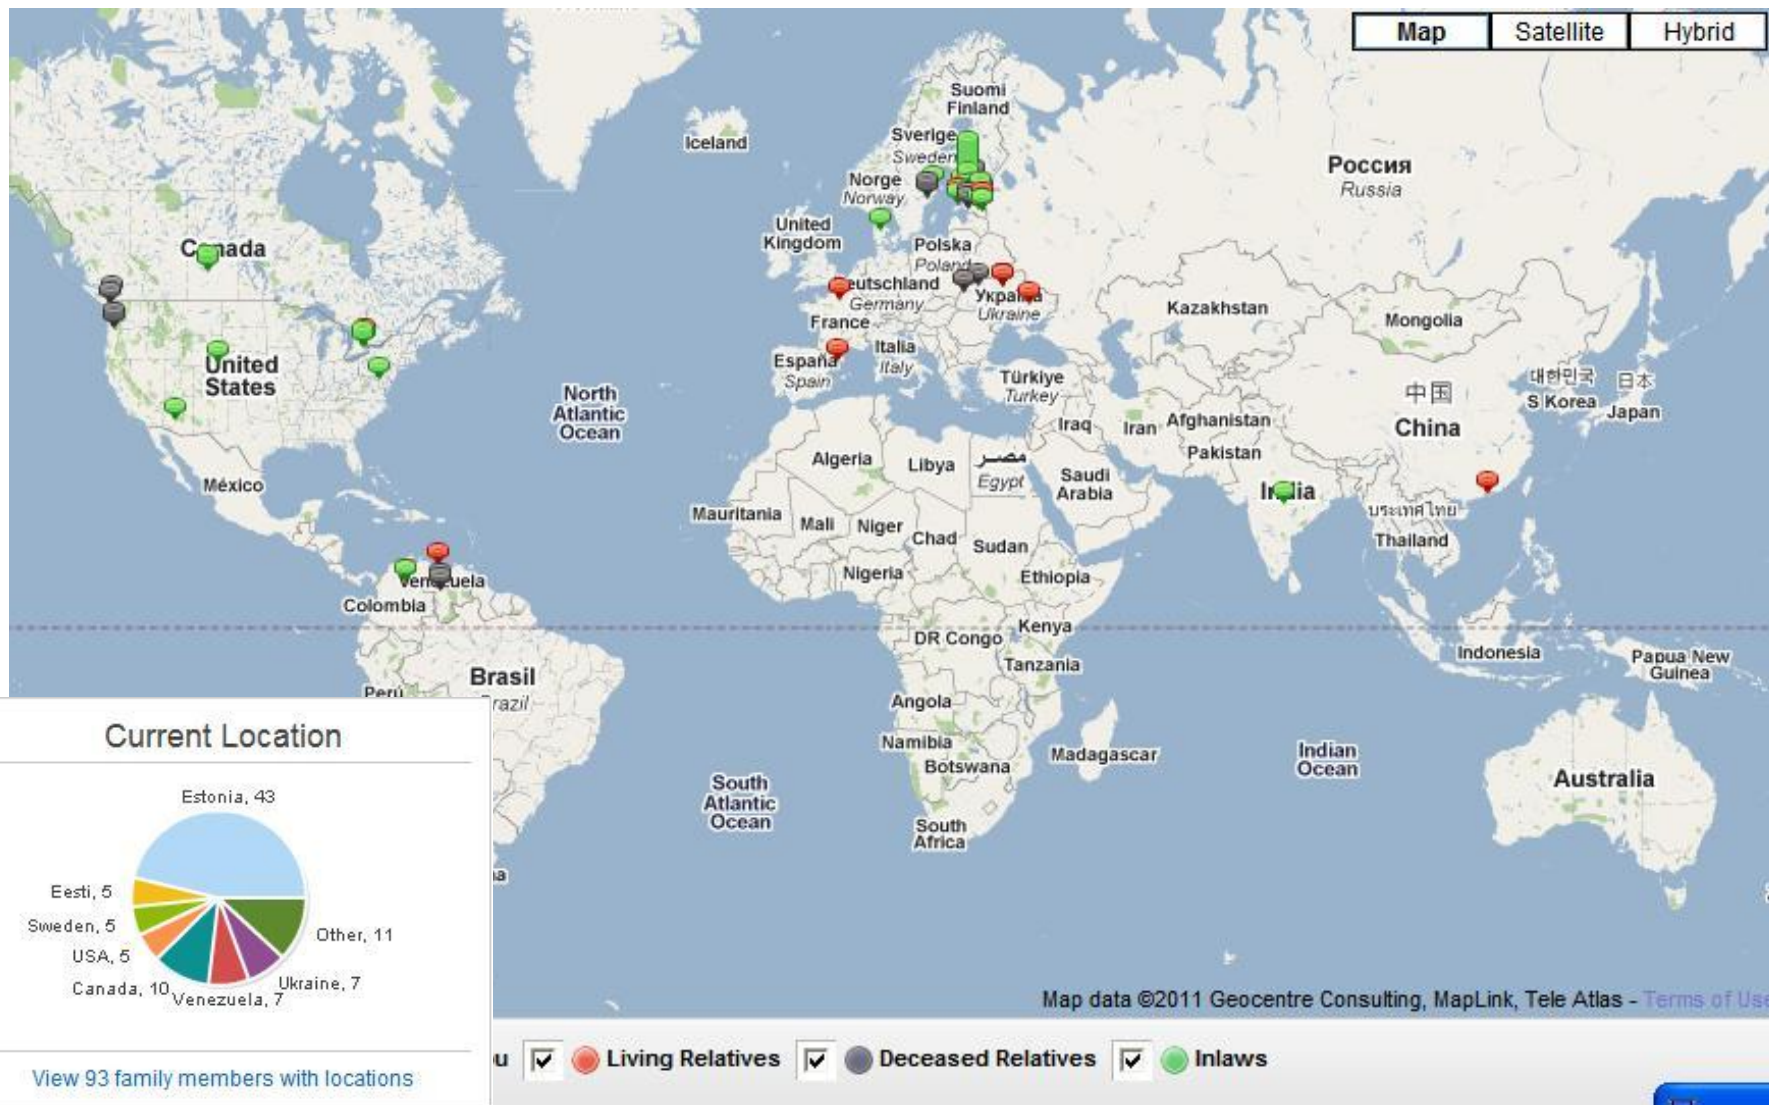 Map
Satellite
Hybrid
Suomi
Finland
Iceland
Sverige
Sweden
Norge
Norway
Россия
Russia
United
Kingdom
Polska
Poland
Deutschland
Germany
Україна
Ukraine
France
Italia
Italy
España
Spain
Canada
United
States
North
Atlantic
Ocean
México
Türkiye
Turkey
Kazakhstan
Mongolia
中国
China
대한민국
S Korea
日本
Japan
Iraq
Iran
Afghanistan
Pakistan
India
Algeria
Libya
مصر
Egypt
Saudi
Arabia
Mauritania
Mali
Niger
Chad
Sudan
Nigeria
Ethiopia
ประเทศไทย
Thailand
Venezuela
Colombia
DR Congo
Kenya
Tanzania
Indonesia
Papua New
Guinea
Brasil
Brazil
Perú
Angola
Namibia
Botswana
Madagascar
South
Africa
South
Atlantic
Ocean
Indian
Ocean
Australia
Current Location
Estonia, 43
Eesti, 5
Sweden, 5
USA, 5
Canada, 10
Venezuela, 7
Ukraine, 7
Other, 11
View 93 family members with locations
Map data ©2011 Geocentre Consulting, MapLink, Tele Atlas - Terms of Use
Living Relatives
Deceased Relatives
Inlaws